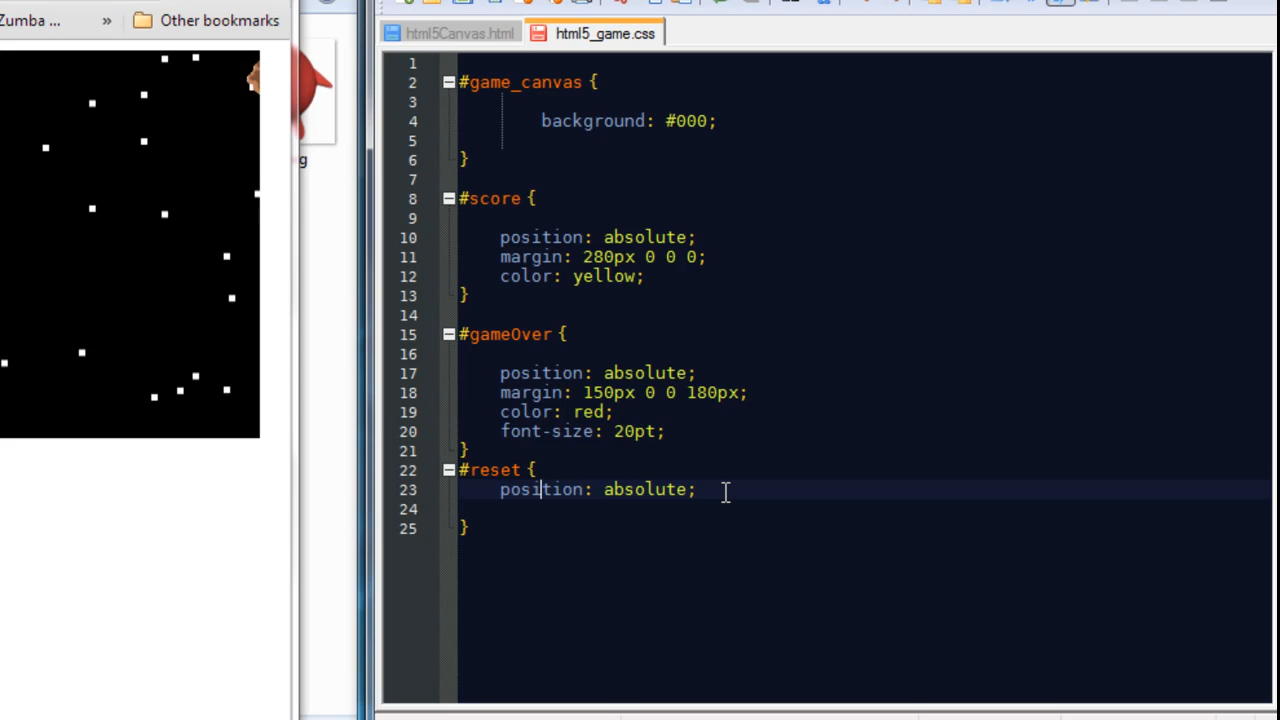 Zumba ... » Other bookmarks
html5Canvas.html html5_game.css
g
1
2 #game_canvas {
3
4 background: #000;
5
6 }
7
8 #score {
9
10 position: absolute;
11 margin: 280px 0 0 0;
12 color: yellow;
13 }
14
15 #gameOver {
16
17 position: absolute;
18 margin: 150px 0 0 180px;
19 color: red;
20 font-size: 20pt;
21 }
22 #reset {
23 position: absolute;
24
25 }